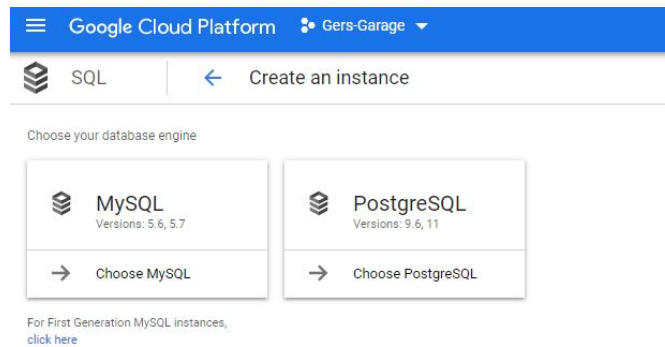 Google Cloud Platform Gers-Garage
SQL Create an instance
Choose your database engine
MySQL
Versions: 5.6, 5.7
Choose MySQL
PostgreSQL
Versions: 9.6, 11
Choose PostgreSQL
For First Generation MySQL instances,
click here